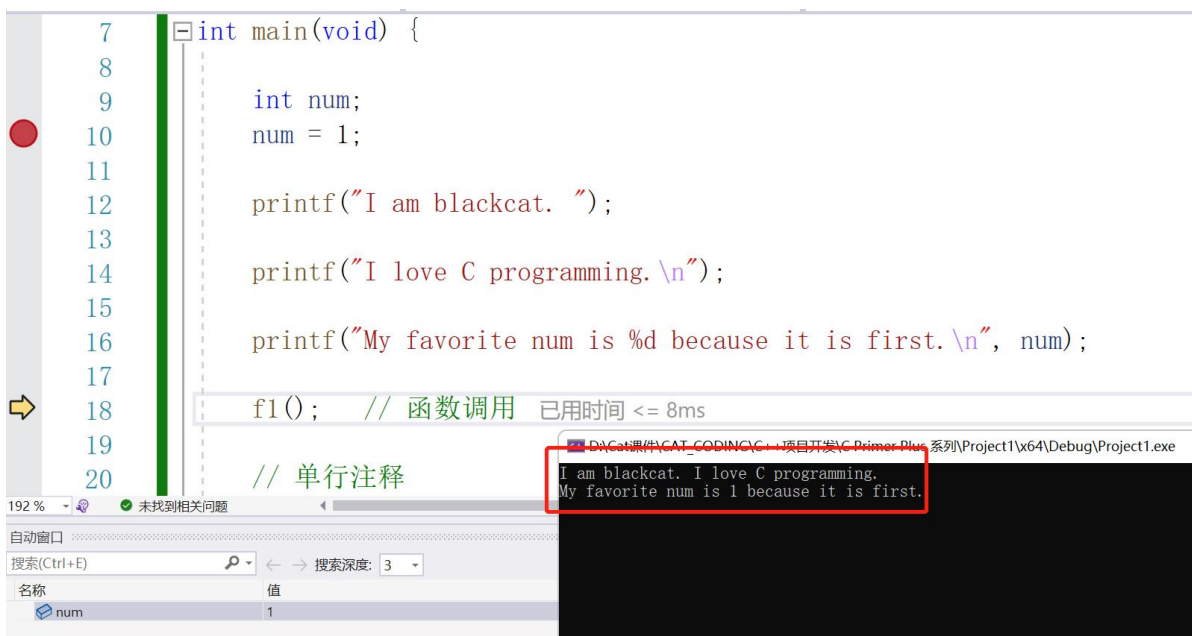 7 int main(void) {
8
9 int num;
10 num = 1;
11
12 printf("I am blackcat. ");
13
14 printf("I love C programming.\n");
15
16 printf("My favorite num is %d because it is first.\n", num);
17
18 f1(); // 函数调用 已用时间 <= 8ms
19
20 // 单行注释
D:\Cat课件\CAT_CODING\C++项目开发\C Primer Plus 系列\Project1\x64\Debug\Project1.exe
I am blackcat. I love C programming.
My favorite num is 1 because it is first.
192 % 未找到相关问题
自动窗口
搜索(Ctrl+E) 搜索深度: 3
名称 值
num 1